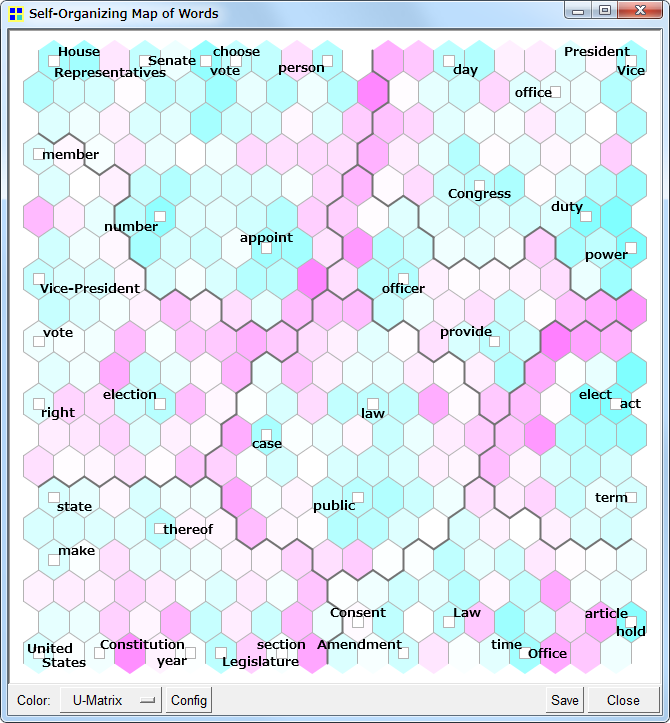 Self-Organizing Map of Words
House
choose
President
Representatives
Senate
vote
person
day
Vice
office
member
Congress
number
duty
appoint
power
Vice-President
officer
vote
provide
election
elect
right
law
act
case
state
public
term
thereof
make
Consent
Law
article
hold
United
States
Constitution
year
section
Legislature
Amendment
time
Office
Color:
U-Matrix
Config
Save
Close